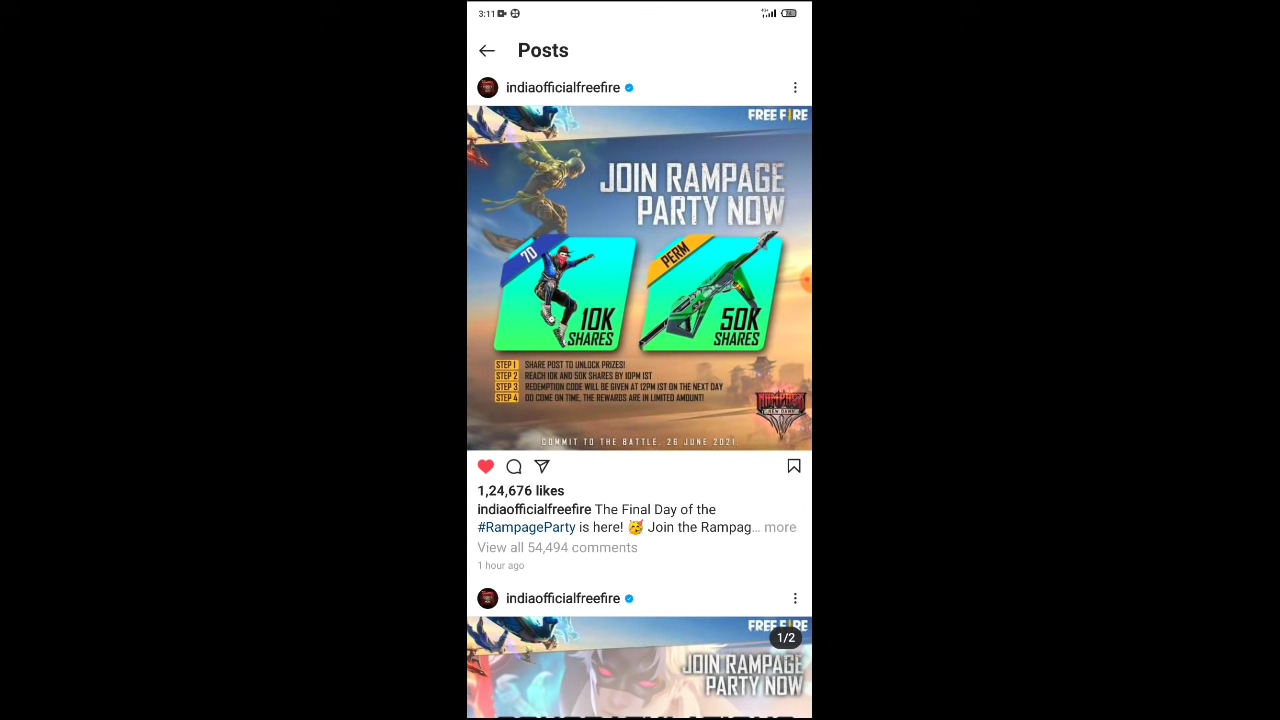 3:11
Posts
indiaofficialfreefire
FREE FIRE
JOIN RAMPAGE
PARTY NOW
7D
10K
SHARES
PERM
50K
SHARES
STEP 1 SHARE POST TO UNLOCK PRIZES!
STEP 2 REACH 10K AND 50K SHARES BY 10PM IST
STEP 3 REDEMPTION CODE WILL BE GIVEN AT 12PM IST ON THE NEXT DAY
STEP 4 DO COME ON TIME, THE REWARDS ARE IN LIMITED AMOUNT!
COMMIT TO THE BATTLE. 26 JUNE 2021.
1,24,676 likes
indiaofficialfreefire The Final Day of the
#RampageParty is here! 🥳 Join the Rampag... more
View all 54,494 comments
1 hour ago
indiaofficialfreefire
FREE FIRE
1/2
JOIN RAMPAGE
PARTY NOW